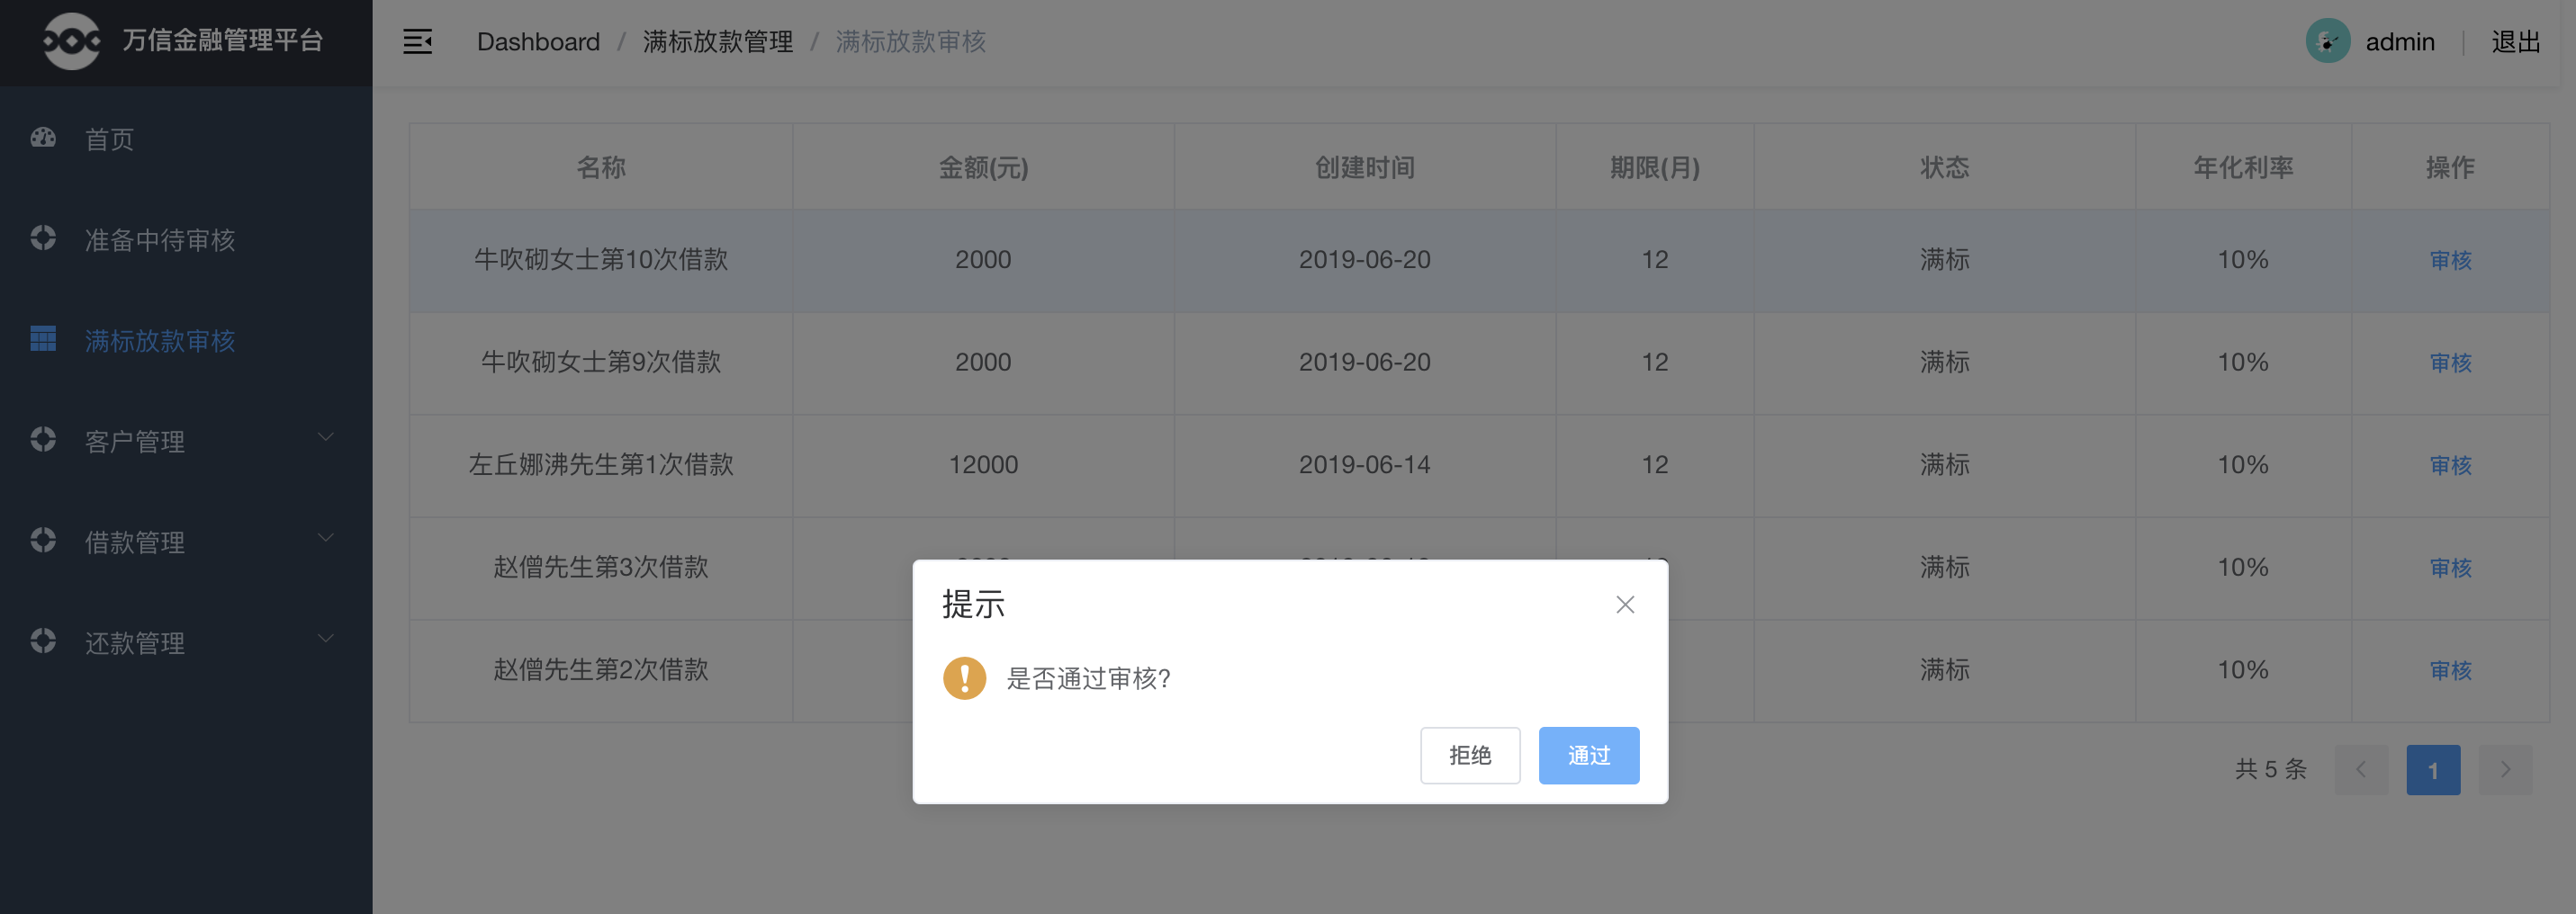 万信金融管理平台
Dashboard / 满标放款管理 / 满标放款审核
admin
退出
首页
准备中待审核
满标放款审核
客户管理
借款管理
还款管理
名称 金额(元) 创建时间 期限(月) 状态 年化利率 操作
牛吹砌女士第10次借款 2000 2019-06-20 12 满标 10% 审核
牛吹砌女士第9次借款 2000 2019-06-20 12 满标 10% 审核
左丘娜沸先生第1次借款 12000 2019-06-14 12 满标 10% 审核
赵僧先生第3次借款 满标 10% 审核
赵僧先生第2次借款 满标 10% 审核
提示
是否通过审核?
拒绝 通过
共 5 条 1